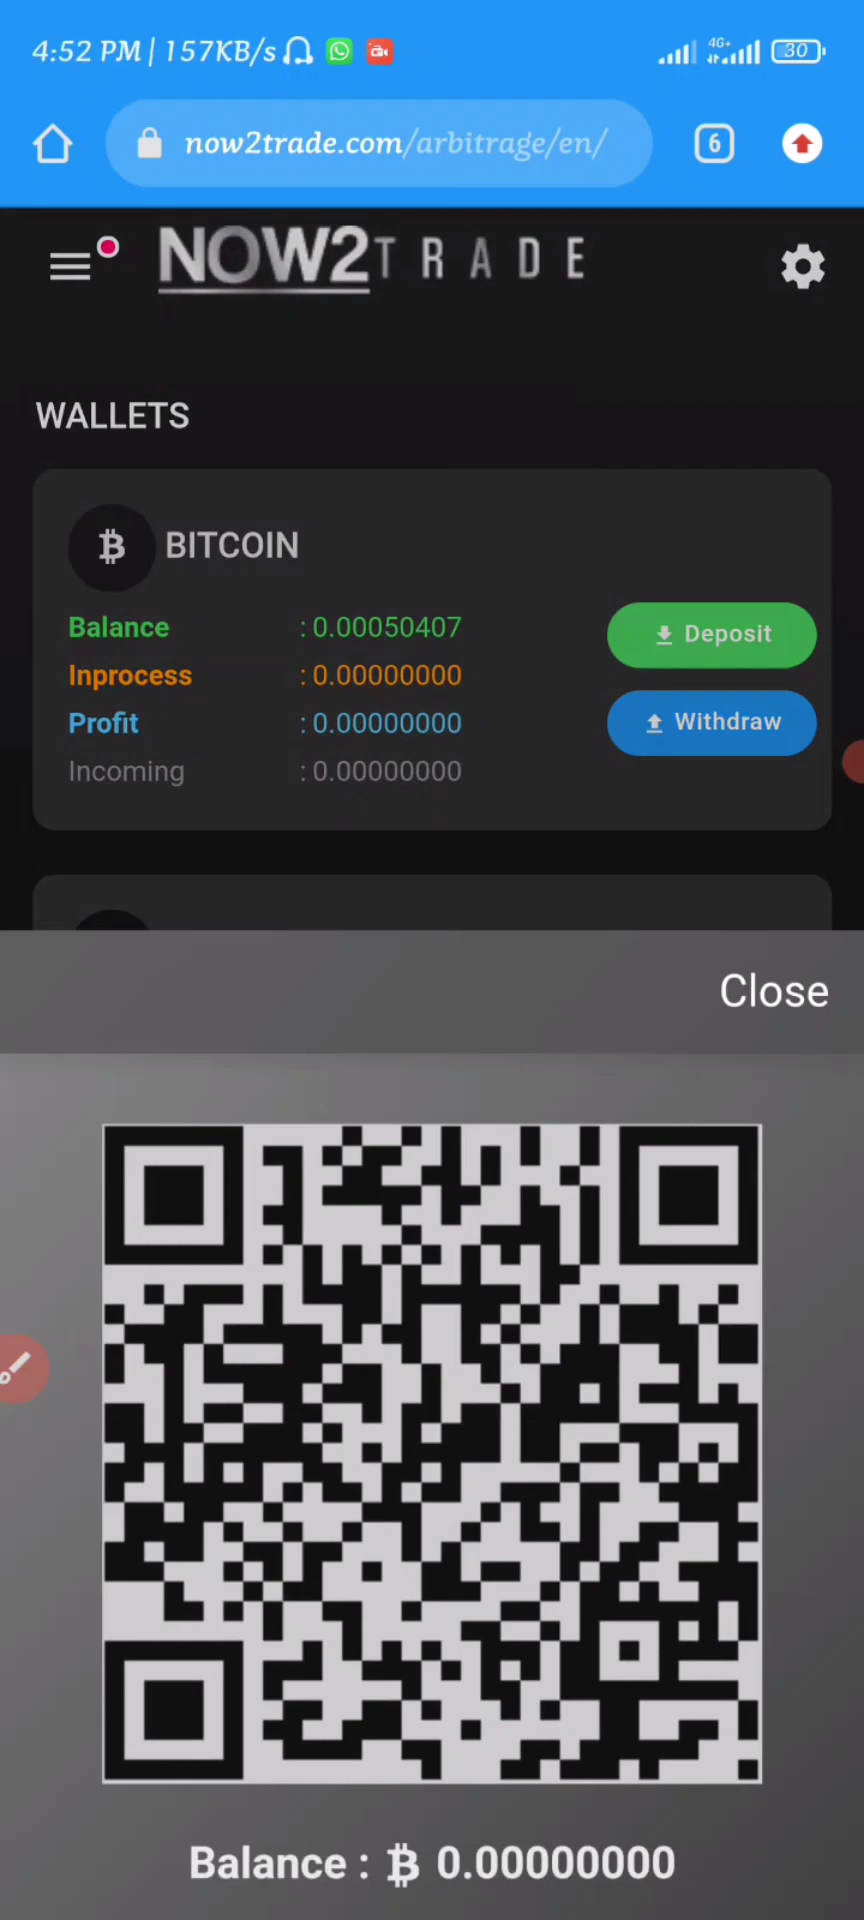 4:52 PM | 157KB/s 4G+ 30
now2trade.com/arbitrage/en/ 6
NOW2TRADE
WALLETS
BITCOIN
Balance : 0.00050407
Deposit
Inprocess : 0.00000000
Profit : 0.00000000
Withdraw
Incoming : 0.00000000
Close
Balance : ₿ 0.00000000